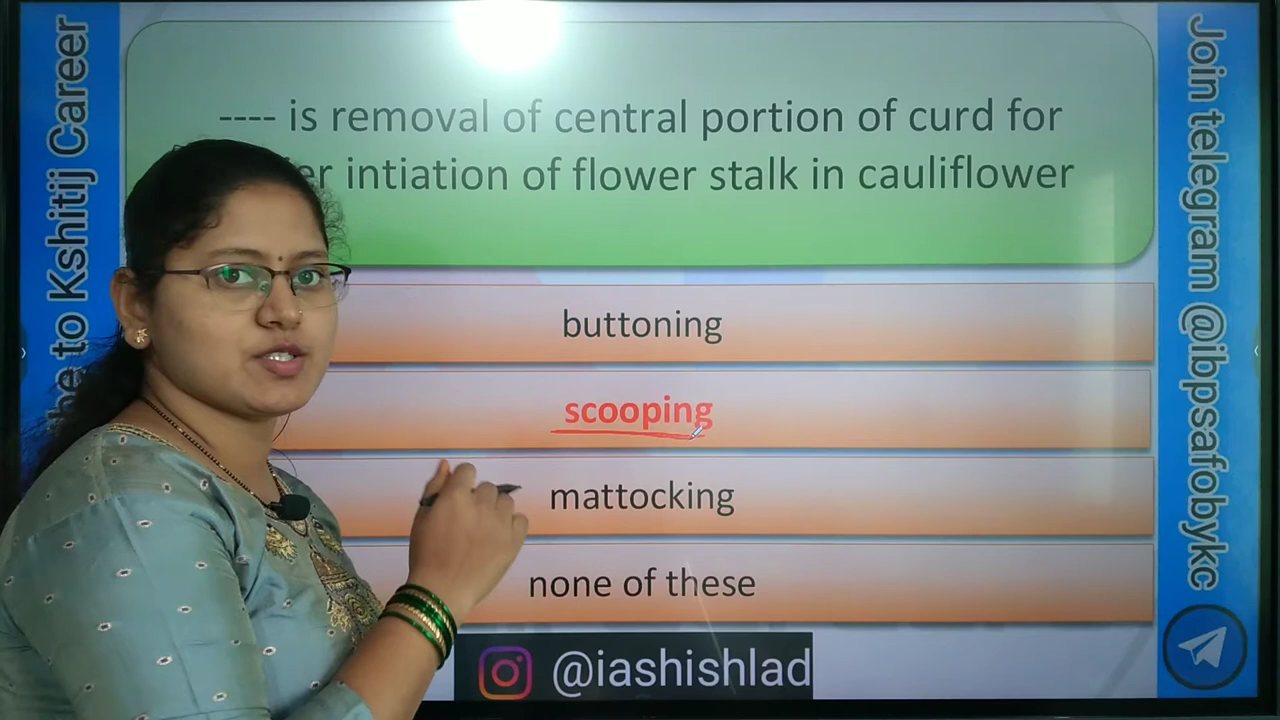 ---- is removal of central portion of curd for
intiation of flower stalk in cauliflower
buttoning
scooping
mattocking
none of these
@iashishlad
to Kshitij Career
Join telegram @ibpsafobykc